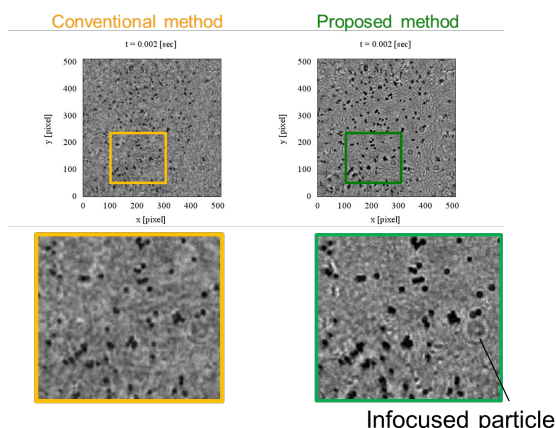 Conventional method
Proposed method
t = 0.002 [sec]
t = 0.002 [sec]
500
400
300
200
100
0
y [pixel]
0 100 200 300 400 500
x [pixel]
500
400
300
200
100
0
y [pixel]
0 100 200 300 400 500
x [pixel]
Infocused particle